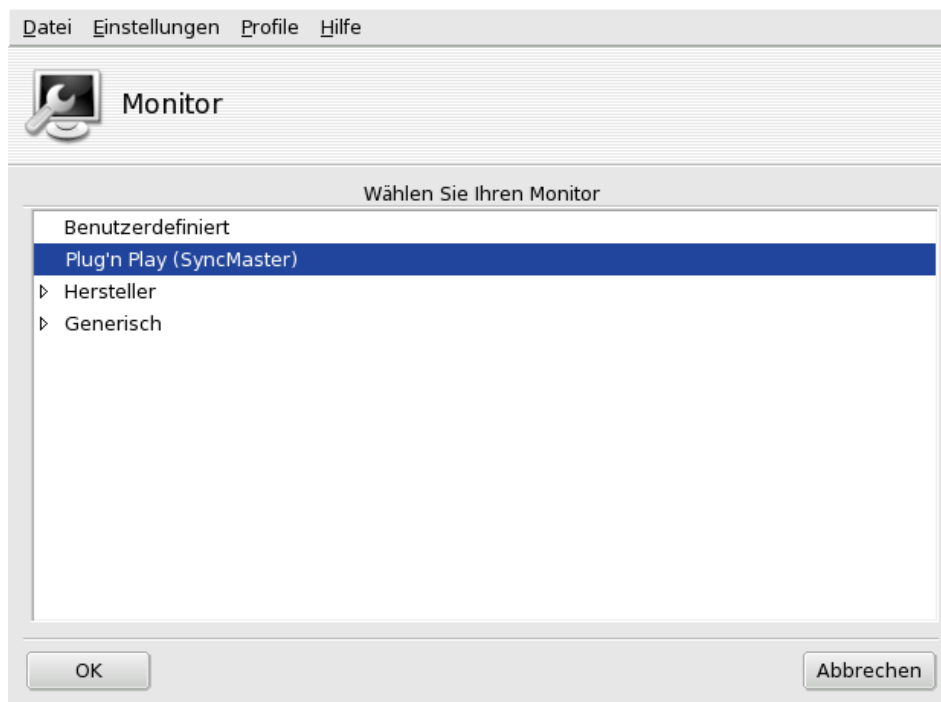 Datei Einstellungen Profile Hilfe
Monitor
Wählen Sie Ihren Monitor
Benutzerdefiniert
Plug'n Play (SyncMaster)
Hersteller
Generisch
OK Abbrechen